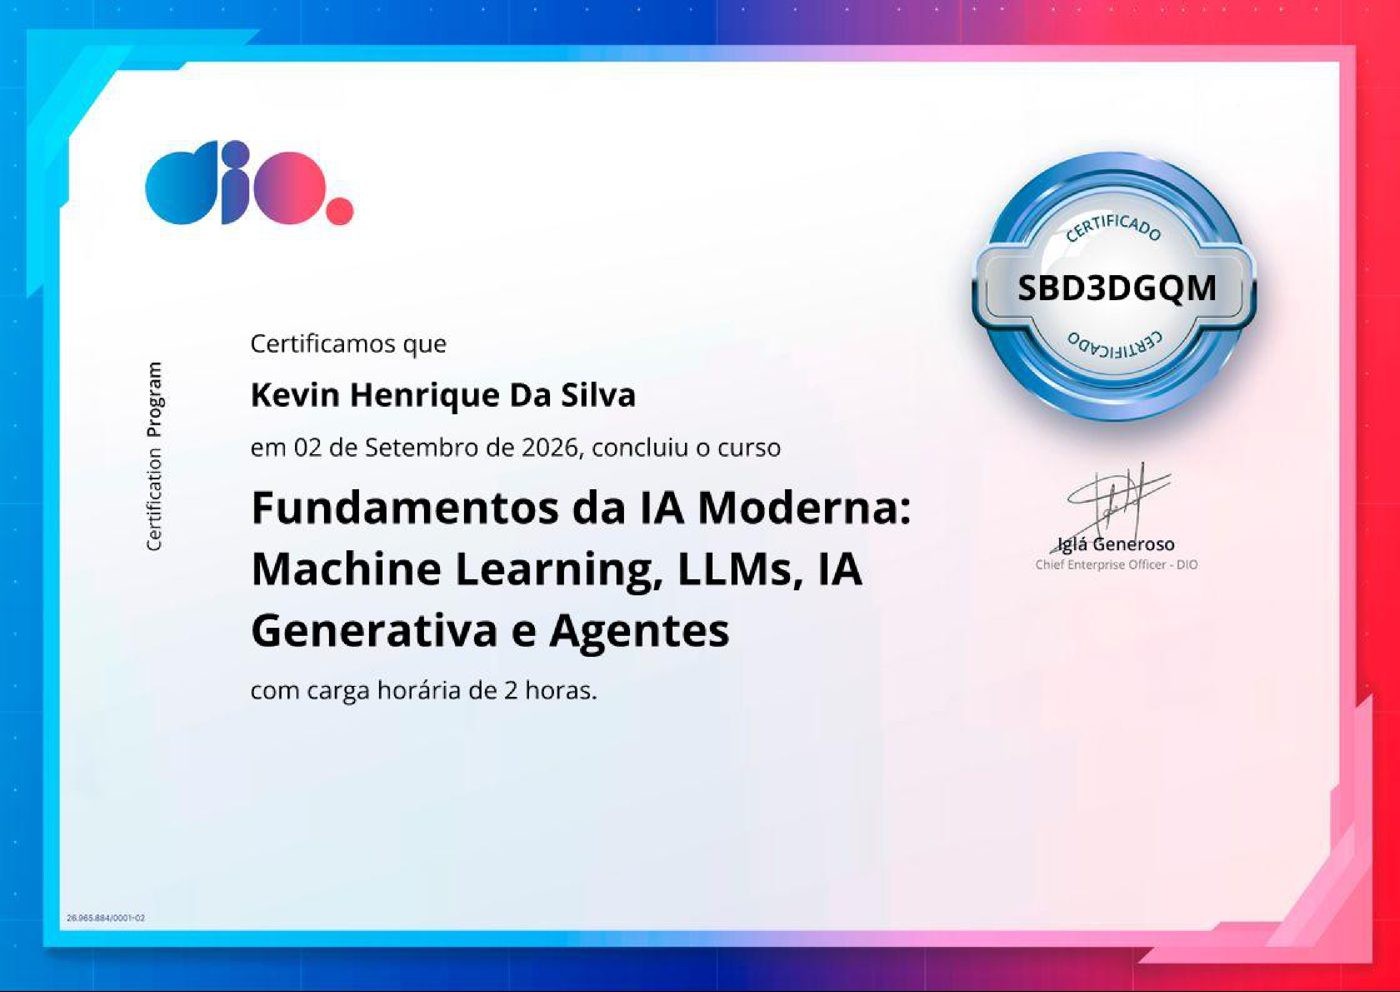 dio.
CERTIFICADO
SBD3DGQM
CERTIFICADO
Certificamos que
Kevin Henrique Da Silva
em 02 de Setembro de 2026, concluiu o curso
Fundamentos da IA Moderna:
Machine Learning, LLMs, IA
Generativa e Agentes
com carga horária de 2 horas.
Certification Program
Iglá Generoso
Chief Enterprise Officer - DIO
26.965.884/0001-02